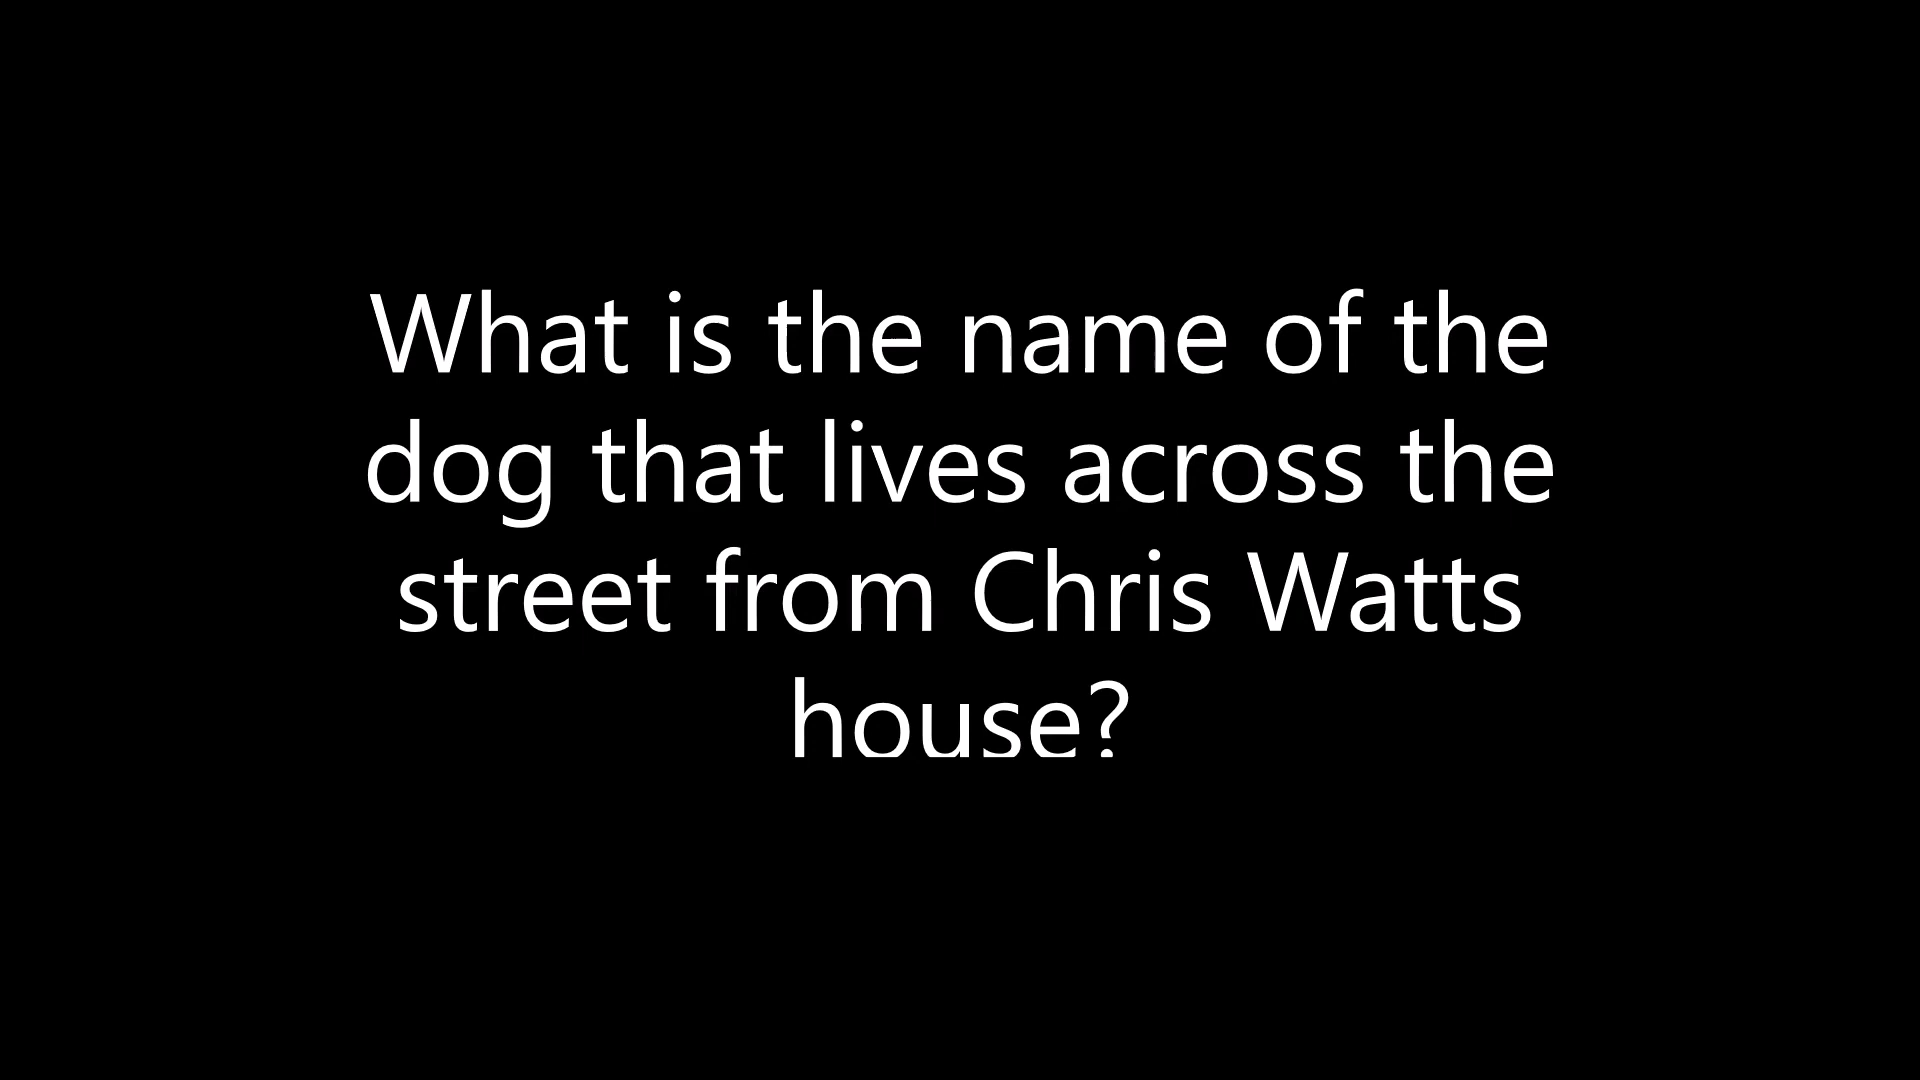 What is the name of the
dog that lives across the
street from Chris Watts
house?